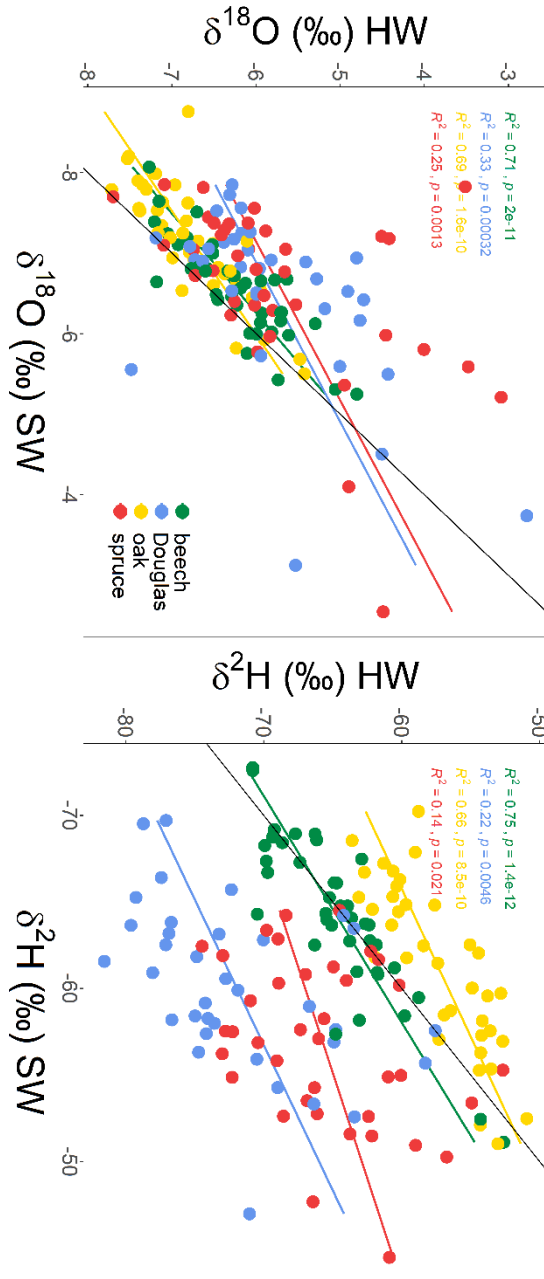 δ¹⁸O (‰) HW
-3
-4
-5
-6
-7
-8
R² = 0.71 , p = 2e-11
R² = 0.33 , p = 0.00032
R² = 0.69 , p = 1.6e-10
R² = 0.25 , p = 0.0013
-8
-6
-4
δ¹⁸O (‰) SW
beech
Douglas
oak
spruce
δ²H (‰) HW
-50
-60
-70
-80
R² = 0.75 , p = 1.4e-12
R² = 0.22 , p = 0.0046
R² = 0.66 , p = 8.5e-10
R² = 0.14 , p = 0.021
-70
-60
-50
δ²H (‰) SW